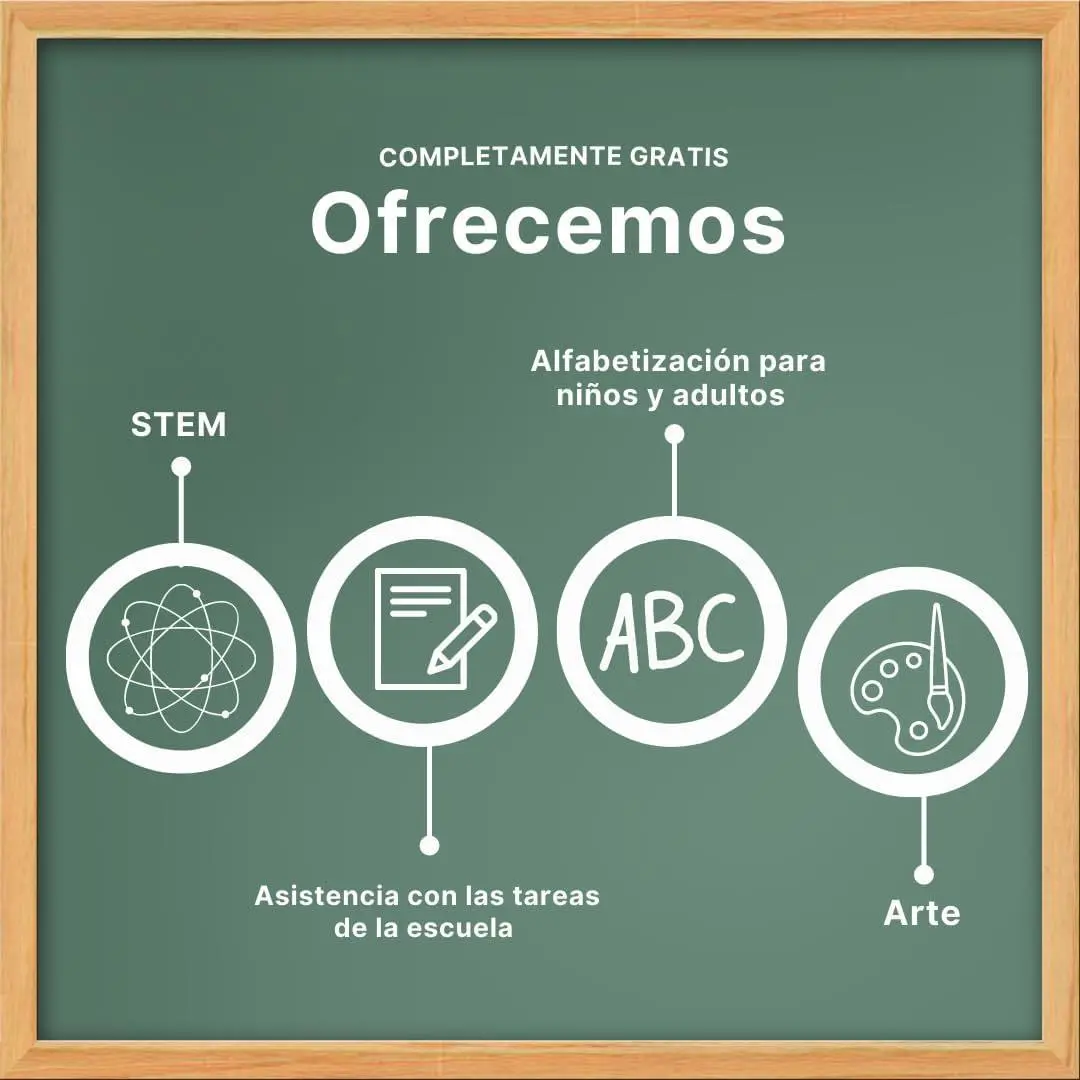 COMPLETAMENTE GRATIS
Ofrecemos
STEM
Asistencia con las tareas
de la escuela
Alfabetización para
niños y adultos
ABC
Arte